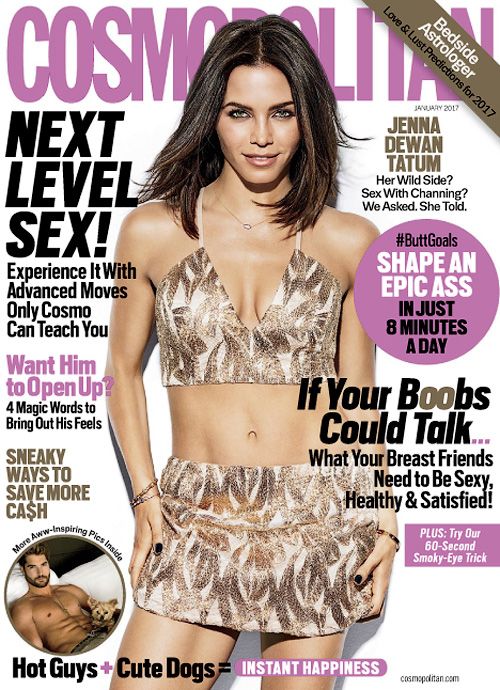 COSMOPOLITAN
Bedside
Astrologer
Love & Lust Predictions for 2017
JANUARY 2017
NEXT
LEVEL
SEX!
Experience It With
Advanced Moves
Only Cosmo
Can Teach You
JENNA
DEWAN
TATUM
Her Wild Side?
Sex With Channing?
We Asked. She Told.
#ButtGoals
SHAPE AN
EPIC ASS
IN JUST
8 MINUTES
A DAY
Want Him
to Open Up?
4 Magic Words to
Bring Out His Feels
If Your Boobs
Could Talk...
What Your Breast Friends
Need to Be Sexy,
Healthy & Satisfied!
SNEAKY
WAYS TO
SAVE MORE
CA$H
PLUS: Try Our
60-Second
Smoky-Eye Trick
More Aww-Inspiring Pics Inside
Hot Guys + Cute Dogs = INSTANT HAPPINESS
cosmopolitan.com